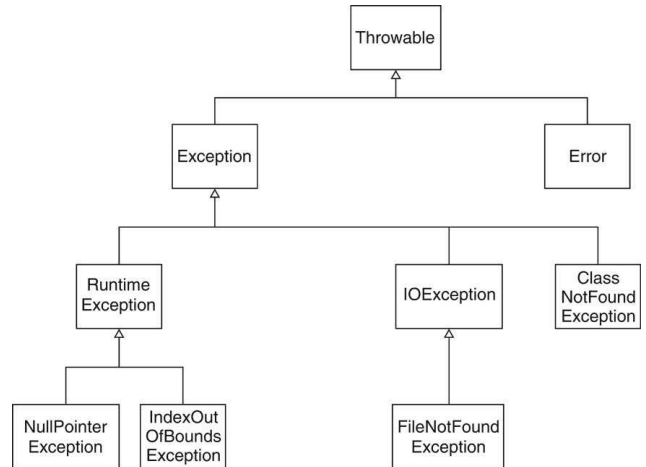 Throwable
Exception
Error
Runtime
Exception
IOException
Class
NotFound
Exception
NullPointer
Exception
IndexOut
OfBounds
Exception
FileNotFound
Exception